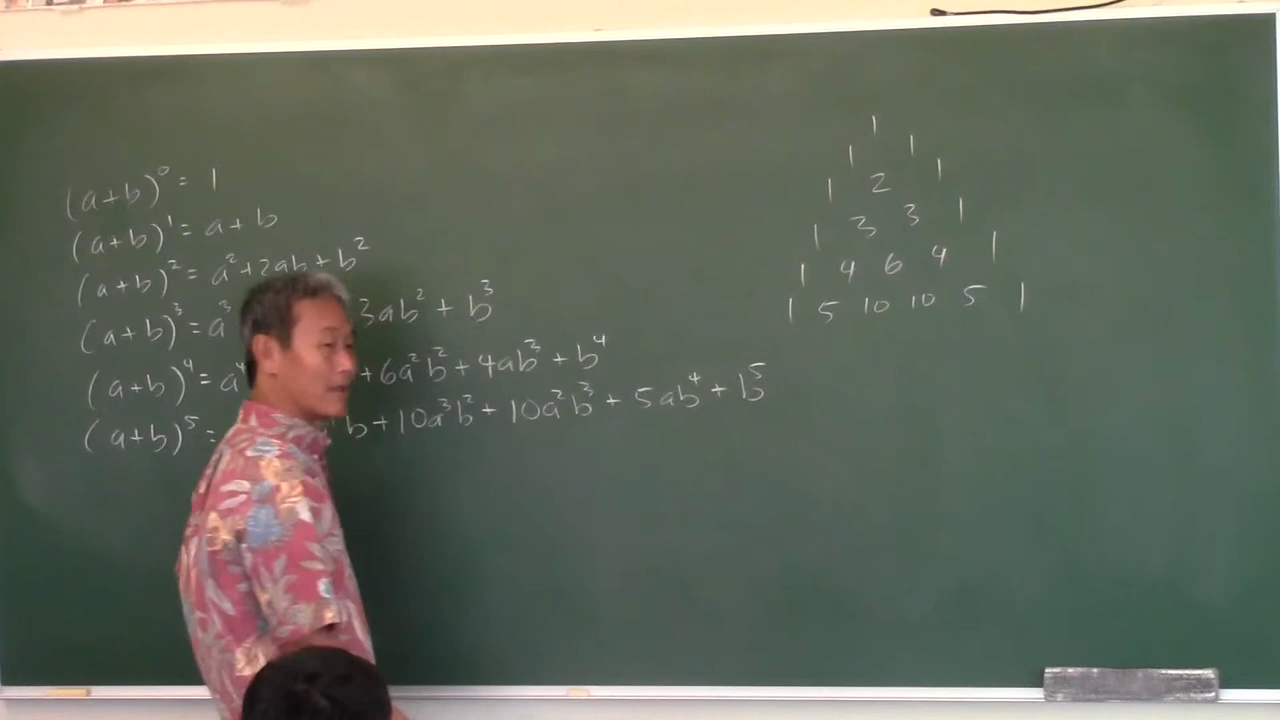 (a+b)⁰ = 1
(a+b)¹ = a + b
(a+b)² = a² + 2ab + b²
(a+b)³ = a³ 3ab² + b³
(a+b)⁴ = a⁴ + 6a²b² + 4ab³ + b⁴
(a+b)⁵ = b + 10a³b² + 10a²b³ + 5ab⁴ + b⁵
1
1 1
1 2 1
1 3 3 1
1 4 6 4 1
1 5 10 10 5 1